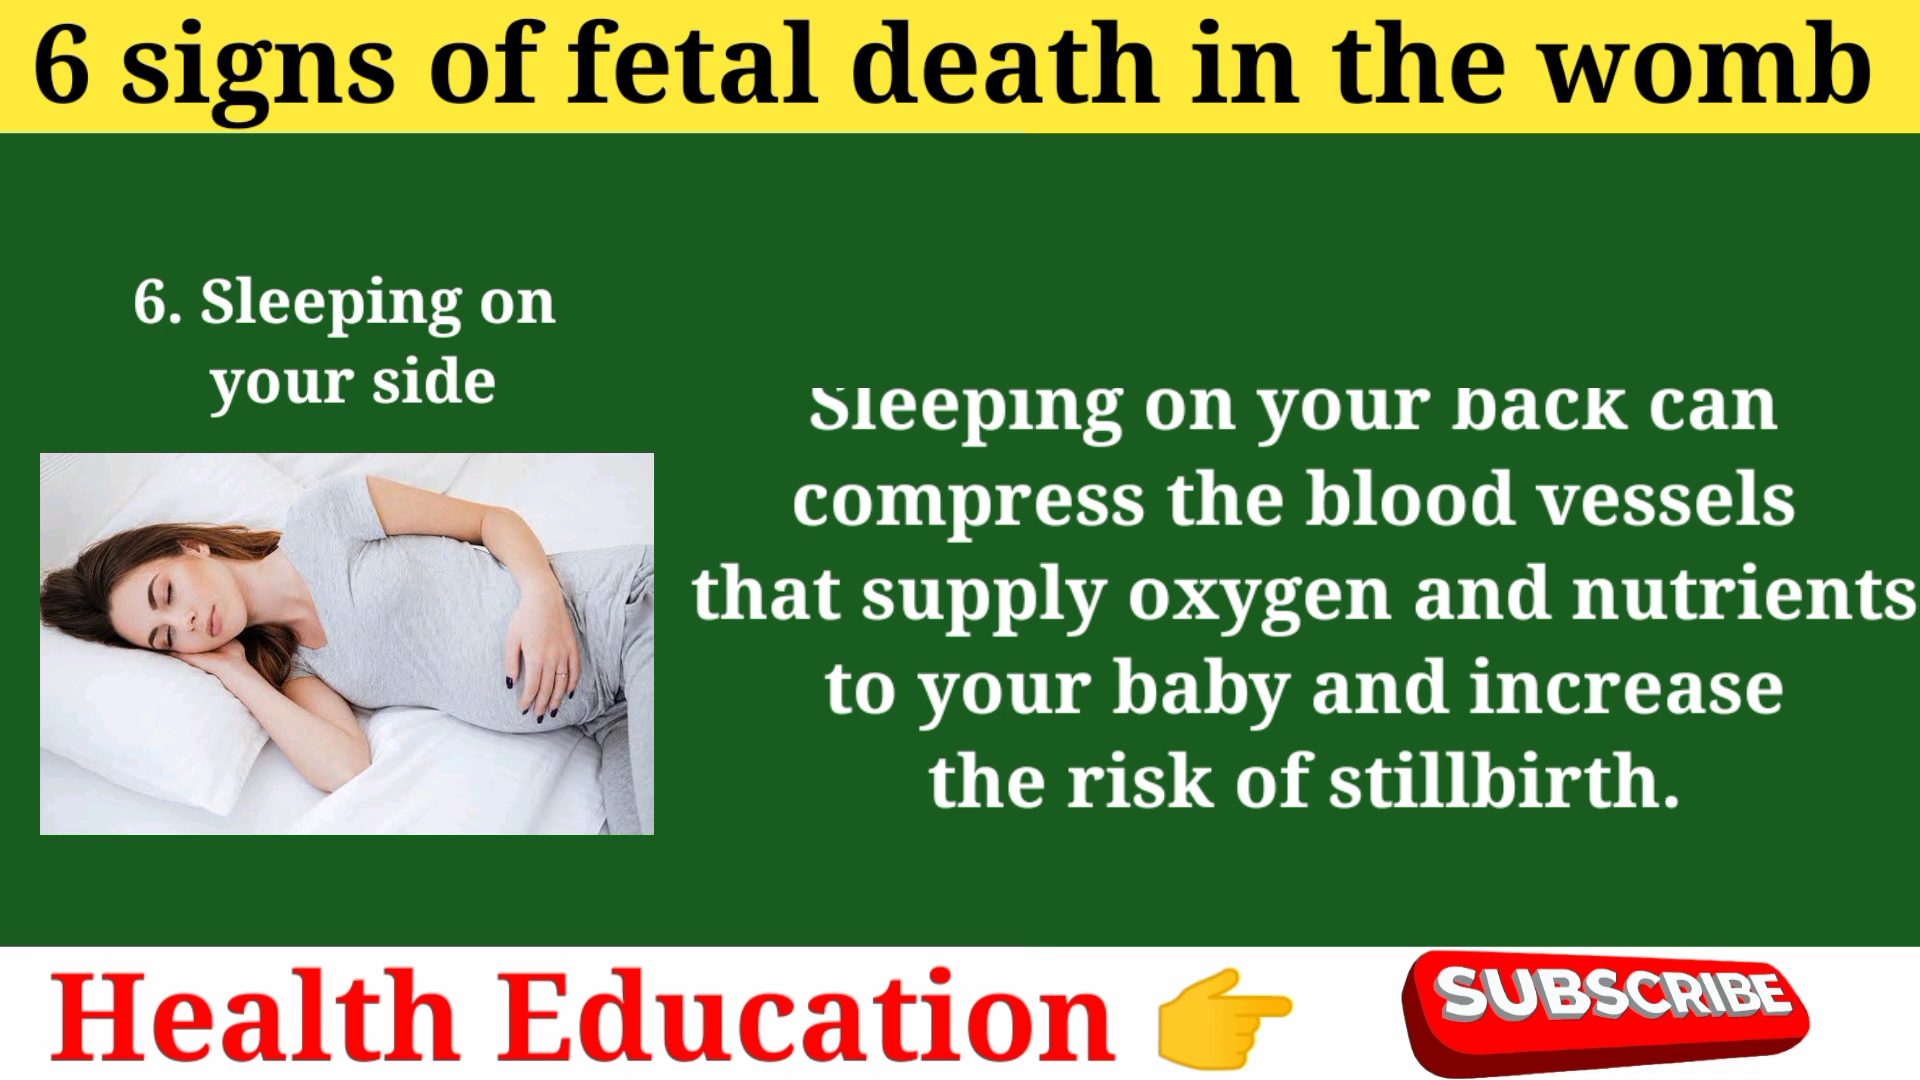 6 signs of fetal death in the womb
6. Sleeping on
your side
Sleeping on your back can
compress the blood vessels
that supply oxygen and nutrients
to your baby and increase
the risk of stillbirth.
Health Education
SUBSCRIBE